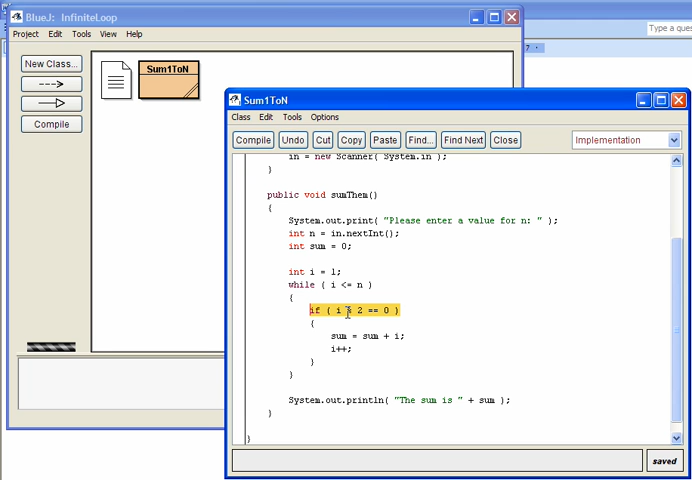 BlueJ: InfiniteLoop
Project Edit Tools View Help
Type a ques
New Class...
Sum1ToN
Compile
Sum1ToN
Class Edit Tools Options
Compile Undo Cut Copy Paste Find... Find Next Close Implementation
in = new Scanner( System.in );
}
public void sumThem()
{
System.out.print( "Please enter a value for n: " );
int n = in.nextInt();
int sum = 0;
int i = 1;
while ( i <= n )
{
if ( i % 2 == 0 )
{
sum = sum + i;
i++;
}
}
System.out.println( "The sum is " + sum );
}
}
saved